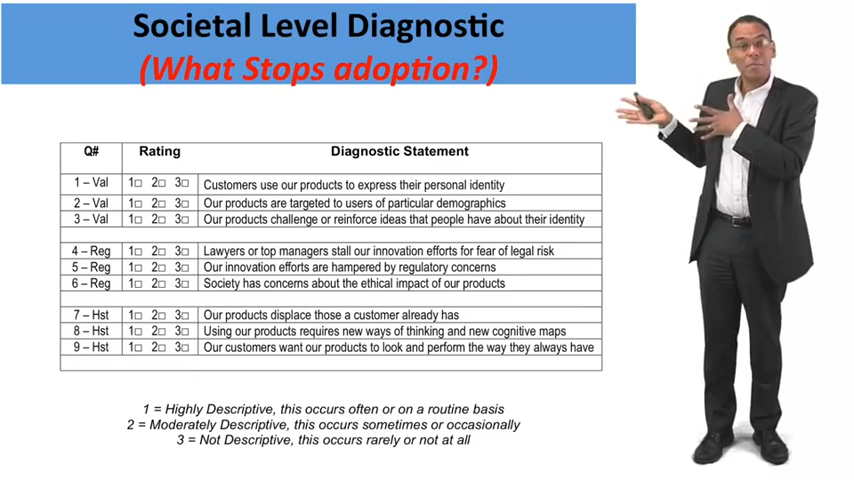 Societal Level Diagnostic
(What Stops adoption?)
Q# Rating Diagnostic Statement
1 – Val 1□ 2□ 3□ Customers use our products to express their personal identity
2 – Val 1□ 2□ 3□ Our products are targeted to users of particular demographics
3 – Val 1□ 2□ 3□ Our products challenge or reinforce ideas that people have about their identity
4 – Reg 1□ 2□ 3□ Lawyers or top managers stall our innovation efforts for fear of legal risk
5 – Reg 1□ 2□ 3□ Our innovation efforts are hampered by regulatory concerns
6 – Reg 1□ 2□ 3□ Society has concerns about the ethical impact of our products
7 – Hst 1□ 2□ 3□ Our products displace those a customer already has
8 – Hst 1□ 2□ 3□ Using our products requires new ways of thinking and new cognitive maps
9 – Hst 1□ 2□ 3□ Our customers want our products to look and perform the way they always have
1 = Highly Descriptive, this occurs often or on a routine basis
2 = Moderately Descriptive, this occurs sometimes or occasionally
3 = Not Descriptive, this occurs rarely or not at all